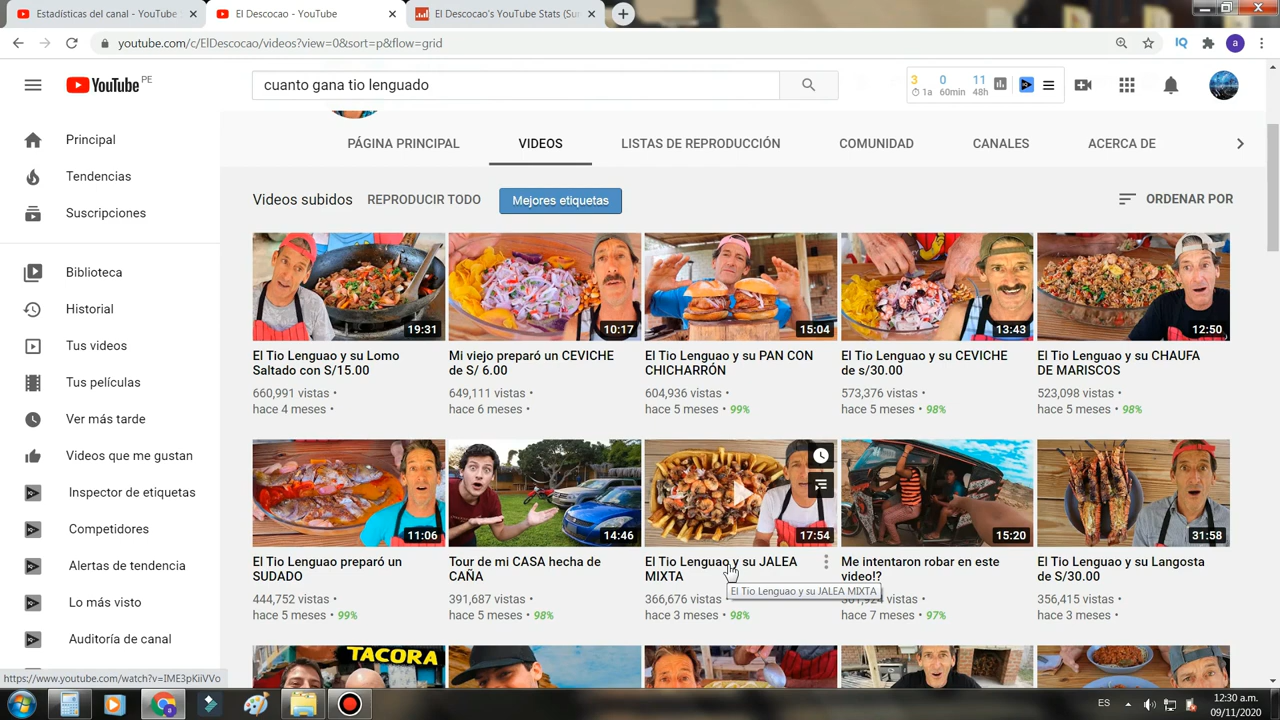 Estadísticas del canal - YouTube
El Descocao - YouTube
El Descocao's YouTube Stats (Sum
youtube.com/c/ElDescocao/videos?view=0&sort=p&flow=grid
IQ
a
YouTube PE
cuanto gana tio lenguado
3 0 11
1a 60min 48h
Principal
Tendencias
Suscripciones
Biblioteca
Historial
Tus videos
Tus películas
Ver más tarde
Videos que me gustan
Inspector de etiquetas
Competidores
Alertas de tendencia
Lo más visto
Auditoría de canal
PÁGINA PRINCIPAL VIDEOS LISTAS DE REPRODUCCIÓN COMUNIDAD CANALES ACERCA DE
Videos subidos REPRODUCIR TODO Mejores etiquetas ORDENAR POR
19:31 10:17 15:04 13:43 12:50
El Tio Lenguao y su Lomo
Saltado con S/15.00
660,991 vistas •
hace 4 meses •
Mi viejo preparó un CEVICHE
de S/ 6.00
649,111 vistas •
hace 6 meses •
El Tio Lenguao y su PAN CON
CHICHARRÓN
604,936 vistas •
hace 5 meses • 99%
El Tio Lenguao y su CEVICHE
de s/30.00
573,376 vistas •
hace 5 meses • 98%
El Tio Lenguao y su CHAUFA
DE MARISCOS
523,098 vistas •
hace 5 meses • 98%
11:06 14:46 17:54 15:20 31:58
El Tio Lenguao preparó un
SUDADO
444,752 vistas •
hace 5 meses • 99%
Tour de mi CASA hecha de
CAÑA
391,687 vistas •
hace 5 meses • 98%
El Tio Lenguao y su JALEA
MIXTA
366,676 vistas
hace 3 meses • 98%
El Tio Lenguao y su JALEA MIXTA
Me intentaron robar en este
video!?
hace 7 meses • 97%
El Tio Lenguao y su Langosta
de S/30.00
356,415 vistas •
hace 3 meses •
TACORA
https://www.youtube.com/watch?v=IME3pKiiVVo
ES
12:30 a.m.
09/11/2020